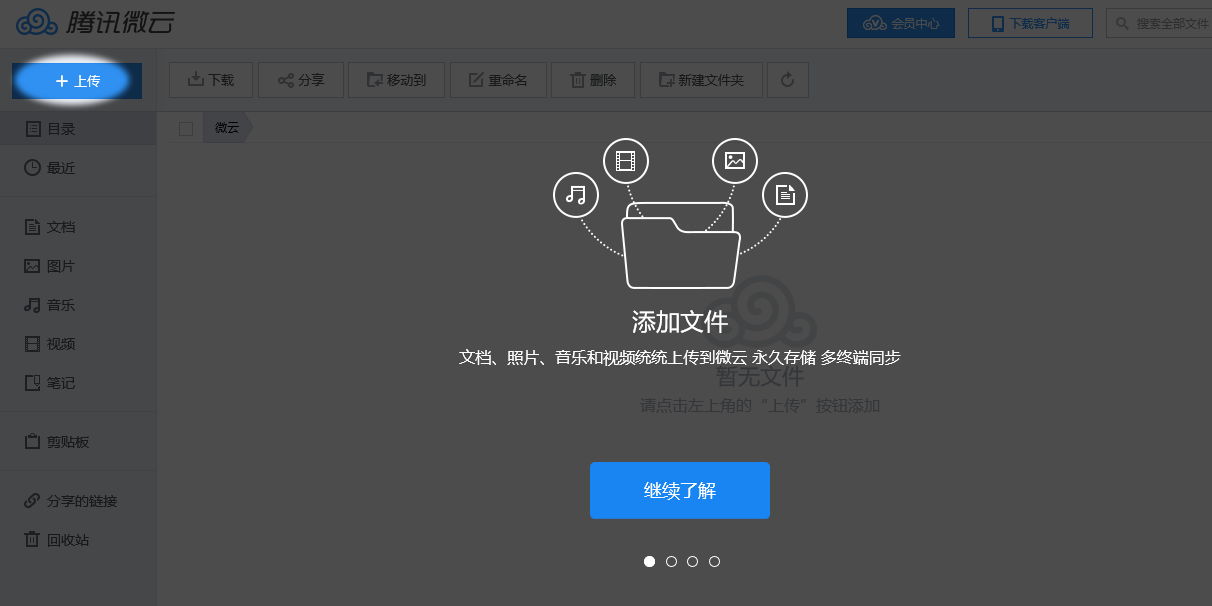 腾讯微云
会员中心
下载客户端
搜索全部文件
+ 上传
下载
分享
移动到
重命名
删除
新建文件夹
目录
微云
最近
文档
图片
音乐
视频
笔记
剪贴板
分享的链接
回收站
添加文件
文档、照片、音乐和视频统统上传到微云 永久存储 多终端同步
暂无文件
请点击左上角的“上传”按钮添加
继续了解